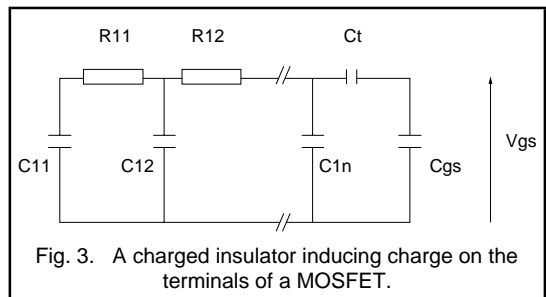 R11 R12 Ct
C11 C12 C1n Cgs Vgs
Fig. 3. A charged insulator inducing charge on the
terminals of a MOSFET.